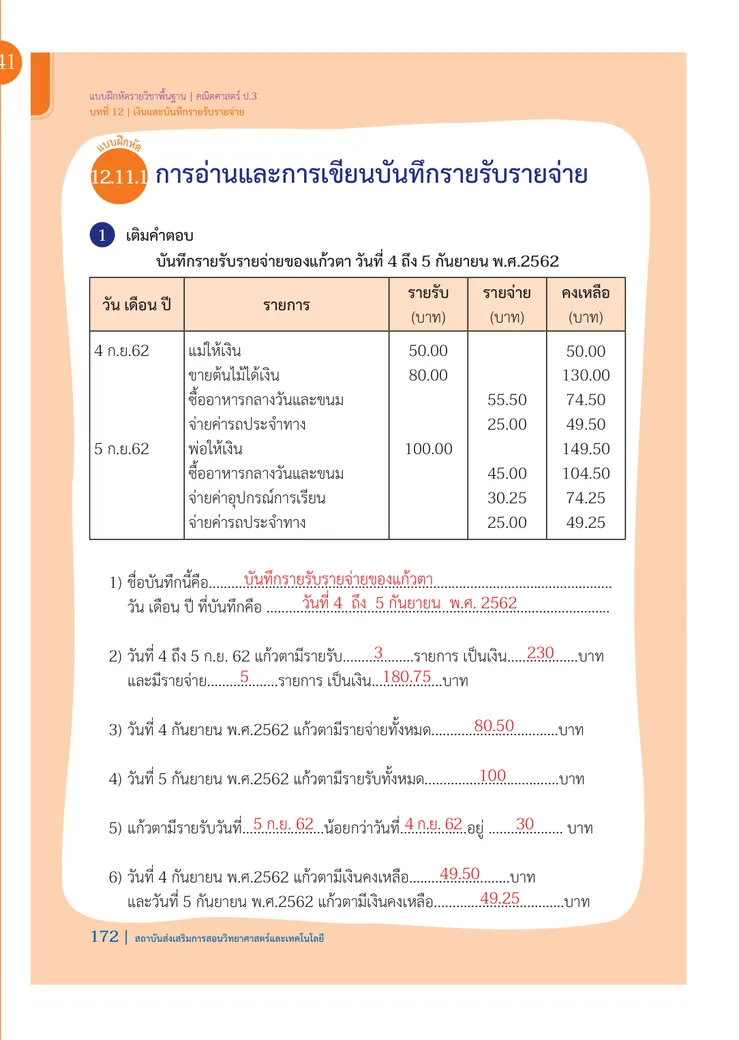 41
แบบฝึกหัดรายวิชาพื้นฐาน | คณิตศาสตร์ ป.3
บทที่ 12 | เงินและบันทึกรายรับรายจ่าย
แบบฝึกหัด
12.11.1 การอ่านและการเขียนบันทึกรายรับรายจ่าย
1 เติมคำตอบ
บันทึกรายรับรายจ่ายของแก้วตา วันที่ 4 ถึง 5 กันยายน พ.ศ.2562
วัน เดือน ปี รายการ รายรับ (บาท) รายจ่าย (บาท) คงเหลือ (บาท)
4 ก.ย.62 แม่ให้เงิน 50.00 50.00
ขายต้นไม้ได้เงิน 80.00 130.00
ซื้ออาหารกลางวันและขนม 55.50 74.50
จ่ายค่ารถประจำทาง 25.00 49.50
5 ก.ย.62 พ่อให้เงิน 100.00 149.50
ซื้ออาหารกลางวันและขนม 45.00 104.50
จ่ายค่าอุปกรณ์การเรียน 30.25 74.25
จ่ายค่ารถประจำทาง 25.00 49.25
1) ชื่อบันทึกนี้คือ.........บันทึกรายรับรายจ่ายของแก้วตา.........
วัน เดือน ปี ที่บันทึกคือ .........วันที่ 4 ถึง 5 กันยายน พ.ศ. 2562.........
2) วันที่ 4 ถึง 5 ก.ย. 62 แก้วตามีรายรับ.........3.........รายการ เป็นเงิน.........230.........บาท
และมีรายจ่าย.........5.........รายการ เป็นเงิน.........180.75.........บาท
3) วันที่ 4 กันยายน พ.ศ.2562 แก้วตามีรายจ่ายทั้งหมด.........80.50.........บาท
4) วันที่ 5 กันยายน พ.ศ.2562 แก้วตามีรายรับทั้งหมด.........100.........บาท
5) แก้วตามีรายรับวันที่...5 ก.ย. 62...น้อยกว่าวันที่...4 ก.ย. 62...อยู่ .........30......... บาท
6) วันที่ 4 กันยายน พ.ศ.2562 แก้วตามีเงินคงเหลือ.........49.50.........บาท
และวันที่ 5 กันยายน พ.ศ.2562 แก้วตามีเงินคงเหลือ.........49.25.........บาท
172 | สถาบันส่งเสริมการสอนวิทยาศาสตร์และเทคโนโลยี